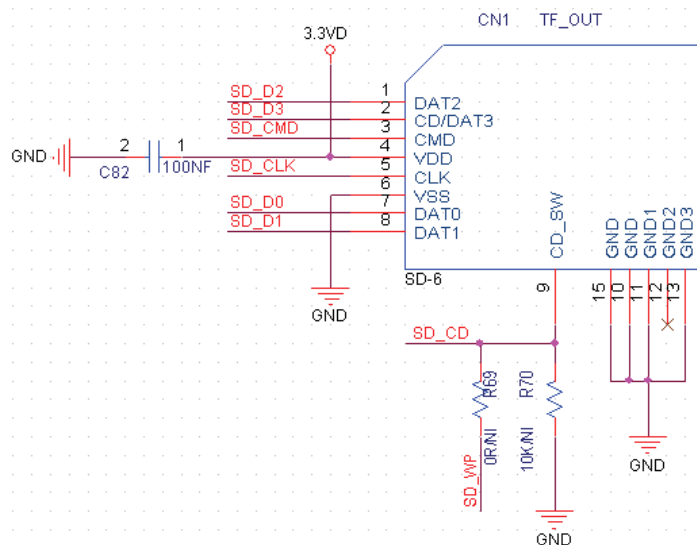 CN1 TF_OUT
3.3VD
SD_D2 1 DAT2
SD_D3 2 CD/DAT3
SD_CMD 3 CMD
GND 2 1 4 VDD
C82 100NF SD_CLK 5 CLK
6 VSS
SD_D0 7 DAT0
SD_D1 8 DAT1
CD_SW
GND
GND
GND1
GND2
GND3
SD-6
GND
9
15
10
11
12
13
SD_CD
R69
0R/NI
R70
10K/NI
SD_WP
GND
GND